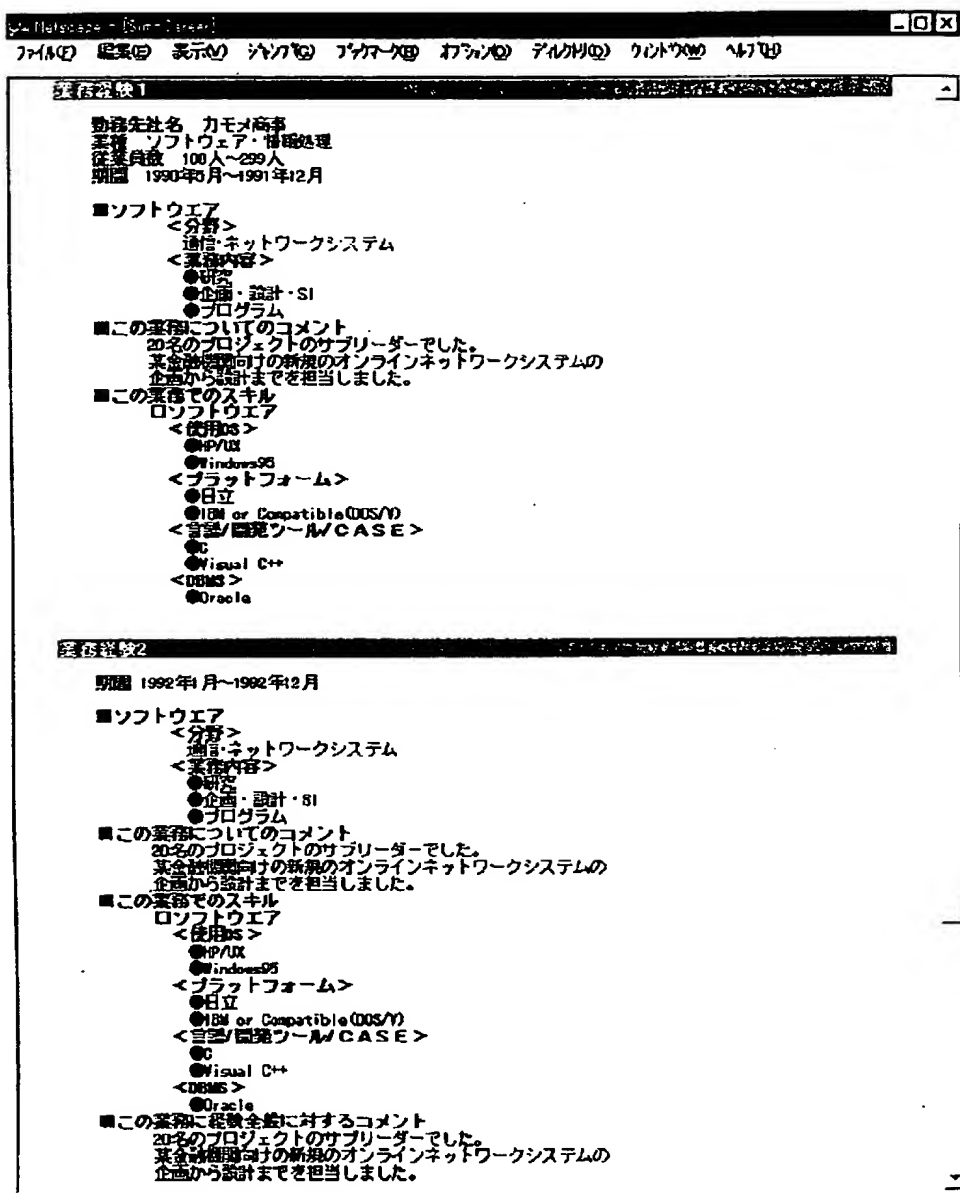 Netscape - [
ファイル(F) 編集(E) 表示(V) ジャンプ(G) ブックマーク(B) オプション(O) ディレクトリ(D) ウィンドウ(W) ヘルプ(H)
業務経験1
勤務先社名 カモメ商事
業種 ソフトウェア・情報処理
従業員数 100人~299人
期間 1990年5月~1991年12月
■ソフトウエア
<分野>
通信・ネットワークシステム
<業務内容>
●研究
●企画・設計・SI
●プログラム
■この業務についてのコメント
20名のプロジェクトのサブリーダーでした。
某金融機関向けの新規のオンラインネットワークシステムの
企画から設計までを担当しました。
■この業務でのスキル
□ソフトウエア
<使用OS>
●HP/UX
●Windows95
<プラットフォーム>
●日立
●IBM or Compatible(DOS/V)
<言語/開発ツール/CASE>
●C
●Visual C++
<DBMS>
●Oracle
業務経験2
期間 1992年1月~1992年12月
■ソフトウエア
<分野>
通信・ネットワークシステム
<業務内容>
●研究
●企画・設計・SI
●プログラム
■この業務についてのコメント
20名のプロジェクトのサブリーダーでした。
某金融機関向けの新規のオンラインネットワークシステムの
企画から設計までを担当しました。
■この業務でのスキル
□ソフトウエア
<使用OS>
●HP/UX
●Windows95
<プラットフォーム>
●日立
●IBM or Compatible(DOS/V)
<言語/開発ツール/CASE>
●C
●Visual C++
<DBMS>
●Oracle
■この業務に経験全般に対するコメント
20名のプロジェクトのサブリーダーでした。
某金融機関向けの新規のオンラインネットワークシステムの
企画から設計までを担当しました。